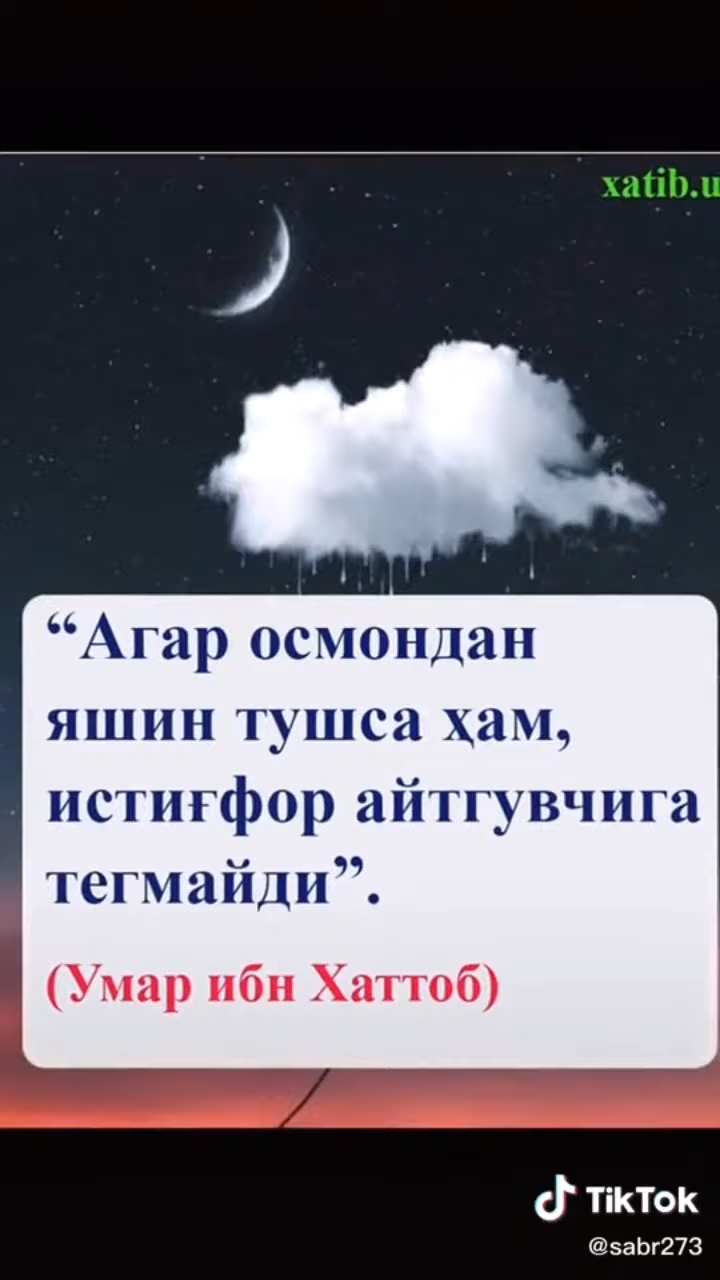 xatib.u
“Агар осмондан
яшин тушса ҳам,
истиғфор айтгувчига
тегмайди”.
(Умар ибн Хаттоб)
TikTok
@sabr273